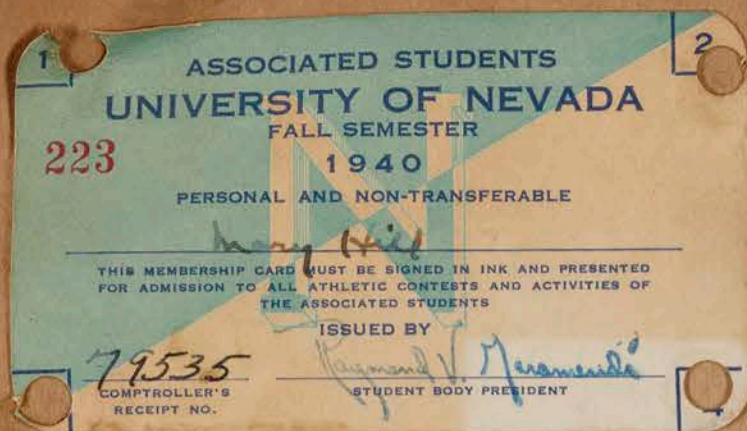 1
2
ASSOCIATED STUDENTS
UNIVERSITY OF NEVADA
FALL SEMESTER
223
1940
PERSONAL AND NON-TRANSFERABLE
Mary Hill
THIS MEMBERSHIP CARD MUST BE SIGNED IN INK AND PRESENTED
FOR ADMISSION TO ALL ATHLETIC CONTESTS AND ACTIVITIES OF
THE ASSOCIATED STUDENTS
ISSUED BY
79535
Raymond V.
COMPTROLLER'S
RECEIPT NO.
STUDENT BODY PRESIDENT
4